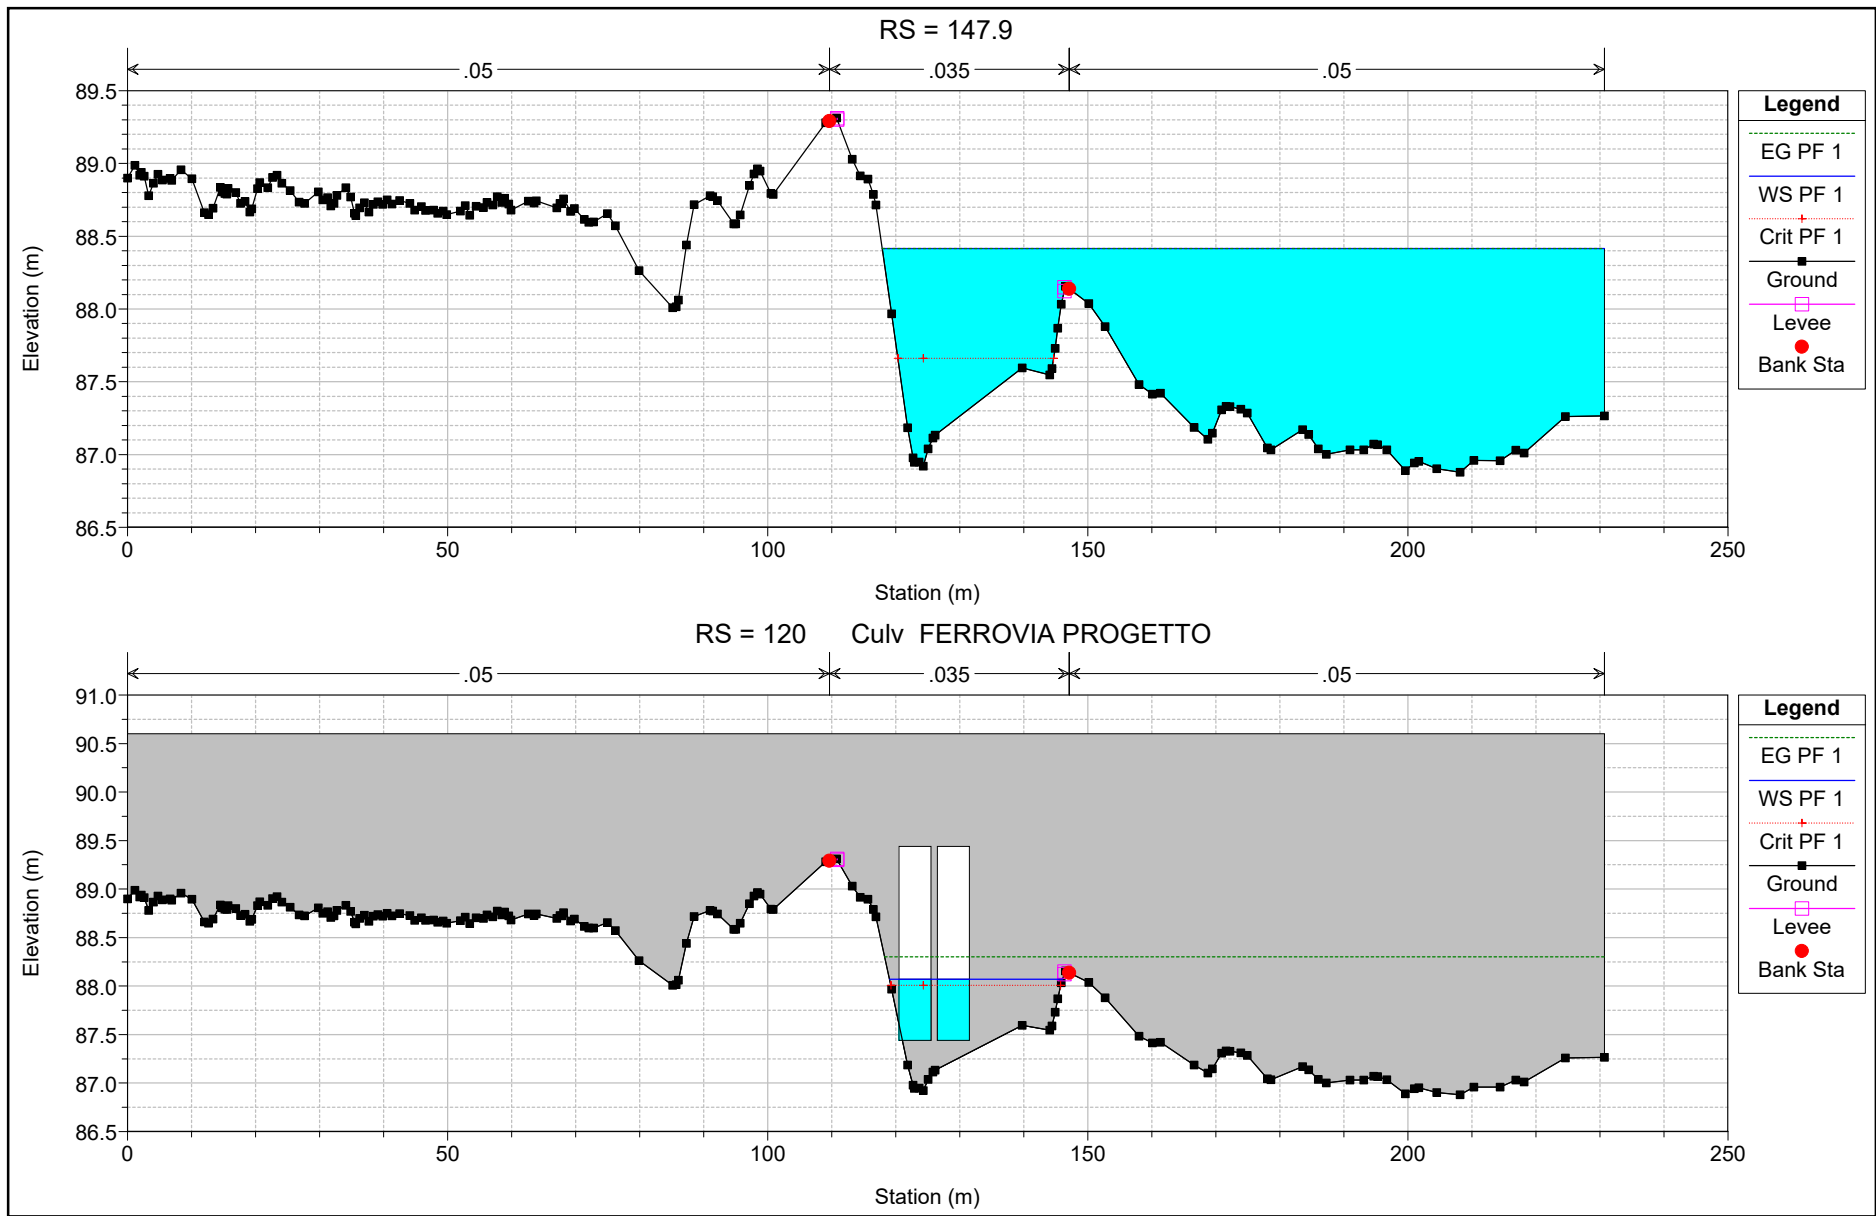 RS = 147.9
.05 .035 .05
89.5
89.0
88.5
88.0
87.5
87.0
86.5
Elevation (m)
0 50 100 150 200 250
Station (m)
Legend
EG PF 1
WS PF 1
Crit PF 1
Ground
Levee
Bank Sta
RS = 120 Culv FERROVIA PROGETTO
.05 .035 .05
91.0
90.5
90.0
89.5
89.0
88.5
88.0
87.5
87.0
86.5
Elevation (m)
0 50 100 150 200 250
Station (m)
Legend
EG PF 1
WS PF 1
Crit PF 1
Ground
Levee
Bank Sta